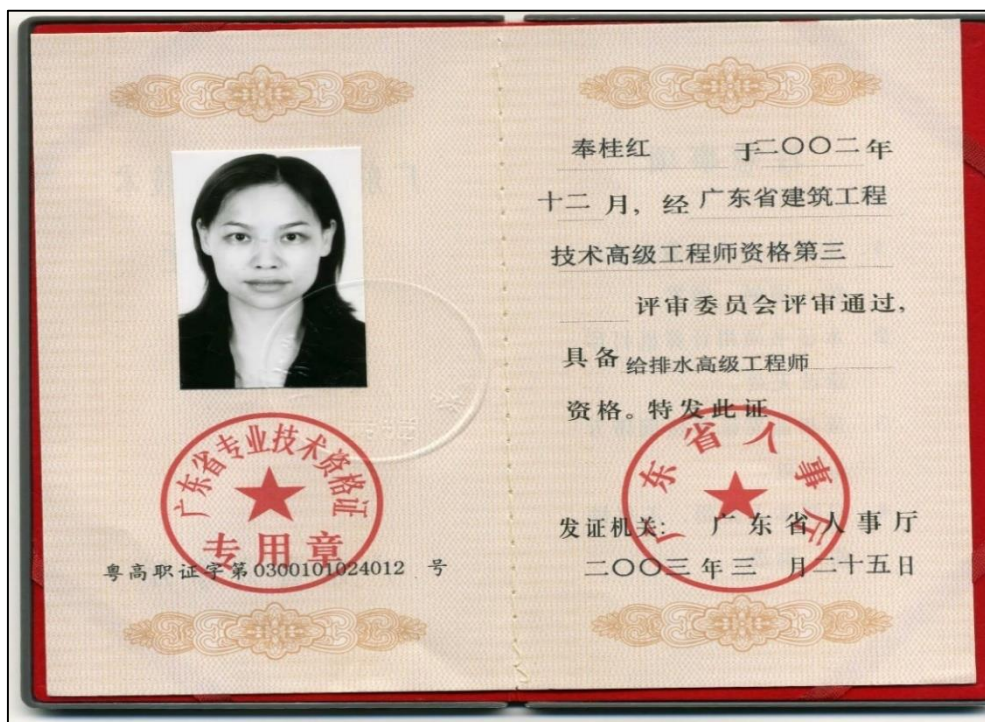 广东省专业技术资格证
专用章
粤高职证字第0300101024012 号
奉桂红 于二〇〇二年
十二月，经广东省建筑工程
技术高级工程师资格第三
评审委员会评审通过，
具备给排水高级工程师
资格。特发此证
广东省人事厅
发证机关：广东省人事厅
二〇〇三年三月二十五日